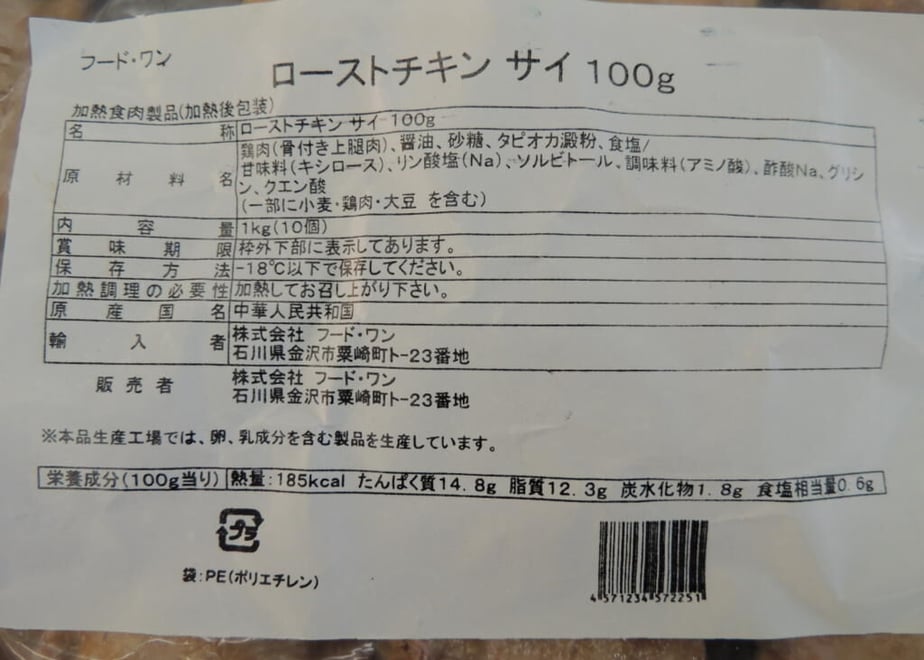 フード・ワン
ローストチキン サイ 100g
加熱食肉製品(加熱後包装)
名称 ローストチキン サイ 100g
原材料名 鶏肉(骨付き上腿肉)、醤油、砂糖、タピオカ澱粉、食塩/
甘味料(キシロース)、リン酸塩(Na)、ソルビトール、調味料(アミノ酸)、酢酸Na、グリシ
ン、クエン酸
(一部に小麦・鶏肉・大豆 を含む)
内容量 1kg(10個)
賞味期限 枠外下部に表示してあります。
保存方法 -18℃以下で保存してください。
加熱調理の必要性 加熱してお召し上がり下さい。
原産国名 中華人民共和国
輸入者 株式会社 フード・ワン
石川県金沢市粟崎町ト-23番地
販売者 株式会社 フード・ワン
石川県金沢市粟崎町ト-23番地
※本品生産工場では、卵、乳成分を含む製品を生産しています。
栄養成分(100g当り) 熱量:185kcal たんぱく質14.8g 脂質12.3g 炭水化物1.8g 食塩相当量0.6g
プラ
袋:PE(ポリエチレン)
4571234572251